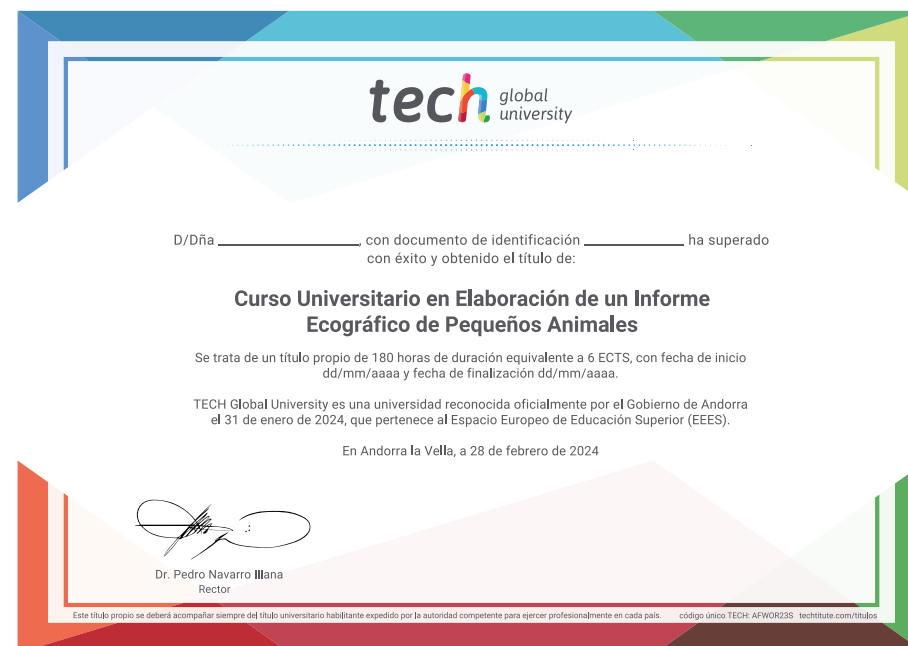 tech global
university
D/Dña ______________, con documento de identificación __________ ha superado
con éxito y obtenido el título de:
Curso Universitario en Elaboración de un Informe
Ecográfico de Pequeños Animales
Se trata de un título propio de 180 horas de duración equivalente a 6 ECTS, con fecha de inicio
dd/mm/aaaa y fecha de finalización dd/mm/aaaa.
TECH Global University es una universidad reconocida oficialmente por el Gobierno de Andorra
el 31 de enero de 2024, que pertenece al Espacio Europeo de Educación Superior (EEES).
En Andorra la Vella, a 28 de febrero de 2024
Dr. Pedro Navarro Illana
Rector
Este título propio se deberá acompañar siempre del título universitario habilitante expedido por la autoridad competente para ejercer profesionalmente en cada país. código único TECH: AFWOR23S techtitute.com/titulos